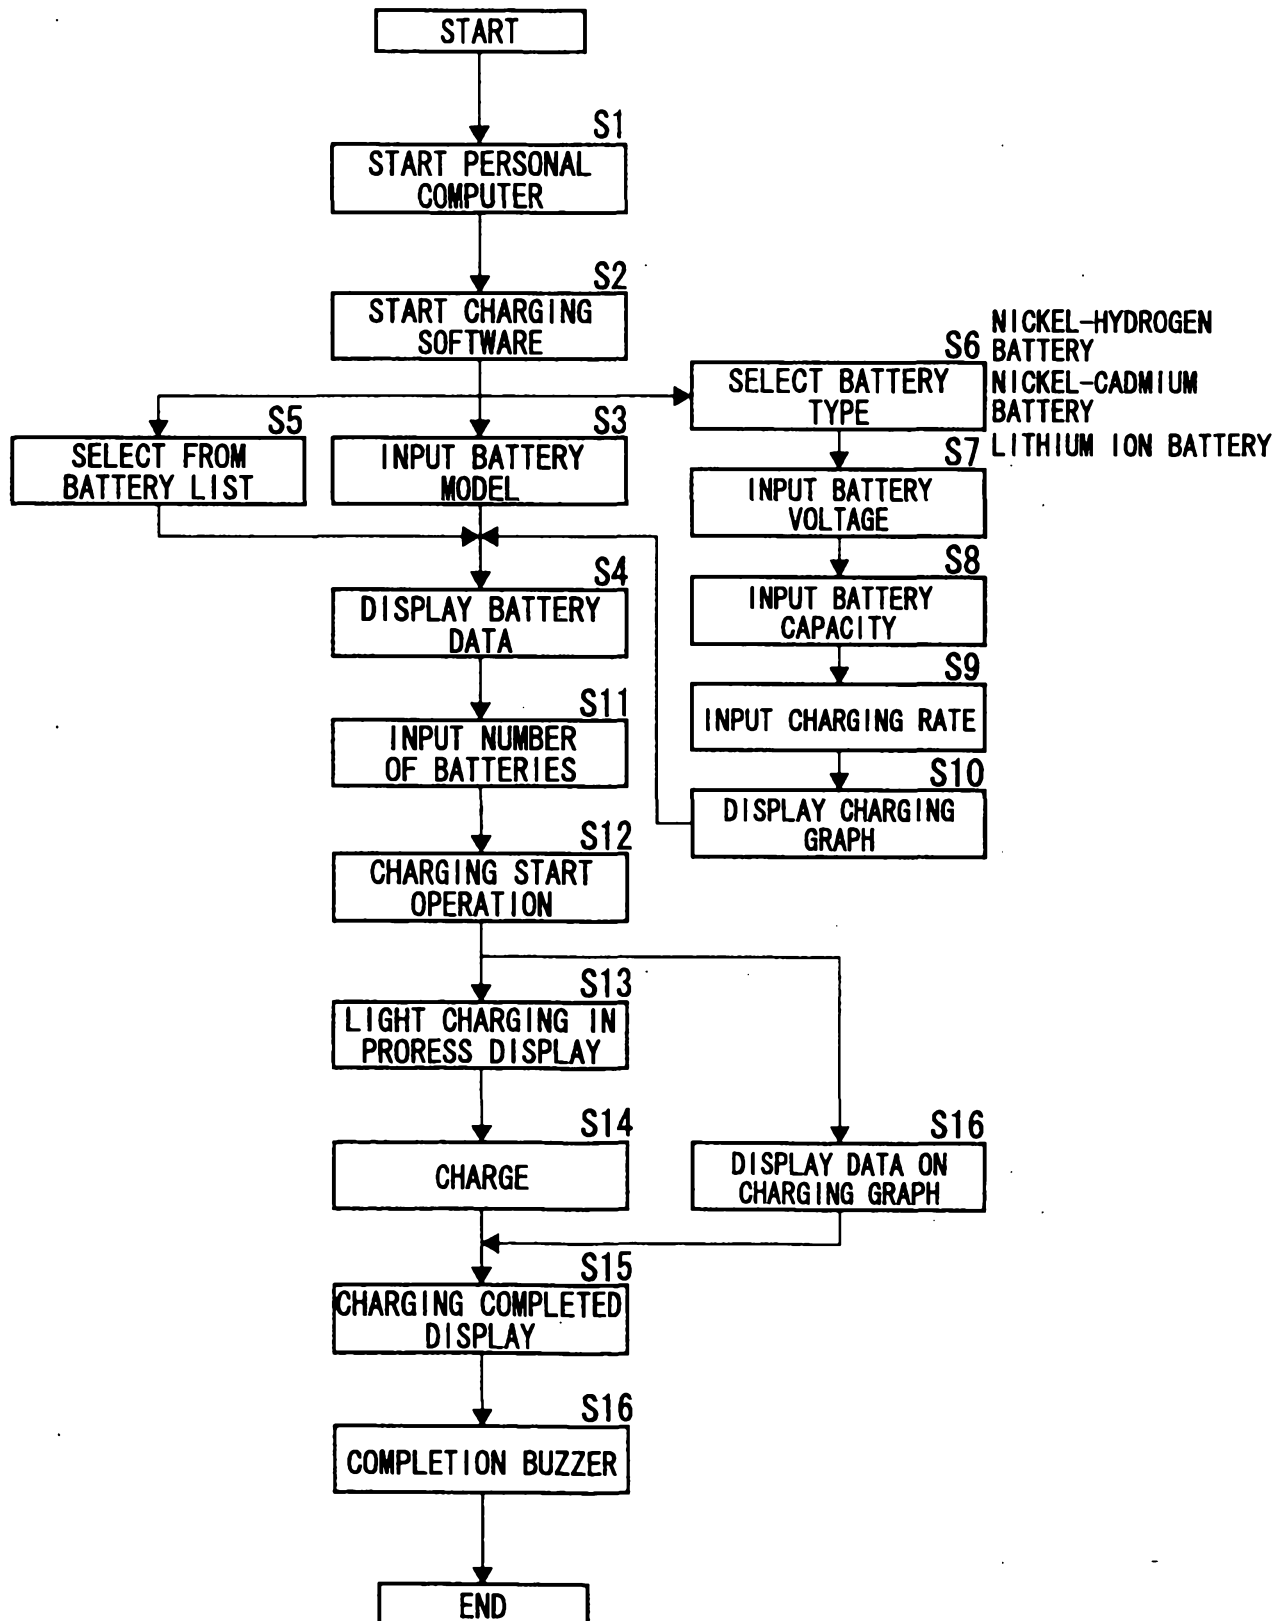 START
S1
START PERSONAL
COMPUTER
S2
START CHARGING
SOFTWARE
S6
SELECT BATTERY
TYPE
NICKEL-HYDROGEN
BATTERY
NICKEL-CADMIUM
BATTERY
LITHIUM ION BATTERY
S5
SELECT FROM
BATTERY LIST
S3
INPUT BATTERY
MODEL
S7
INPUT BATTERY
VOLTAGE
S8
INPUT BATTERY
CAPACITY
S9
INPUT CHARGING RATE
S10
DISPLAY CHARGING
GRAPH
S4
DISPLAY BATTERY
DATA
S11
INPUT NUMBER
OF BATTERIES
S12
CHARGING START
OPERATION
S13
LIGHT CHARGING IN
PRORESS DISPLAY
S14
CHARGE
S16
DISPLAY DATA ON
CHARGING GRAPH
S15
CHARGING COMPLETED
DISPLAY
S16
COMPLETION BUZZER
END